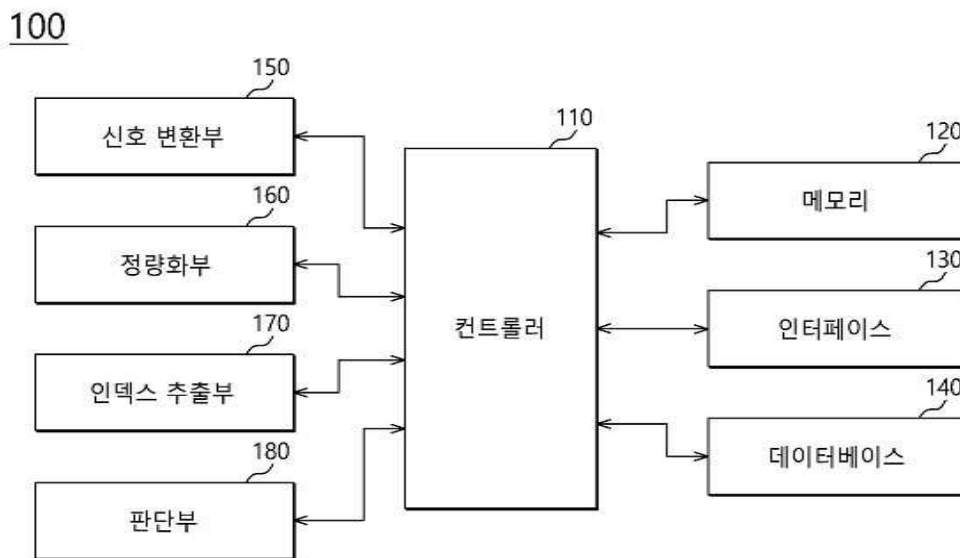 100
150
신호 변환부
160
정량화부
170
인덱스 추출부
180
판단부
110
컨트롤러
120
메모리
130
인터페이스
140
데이터베이스